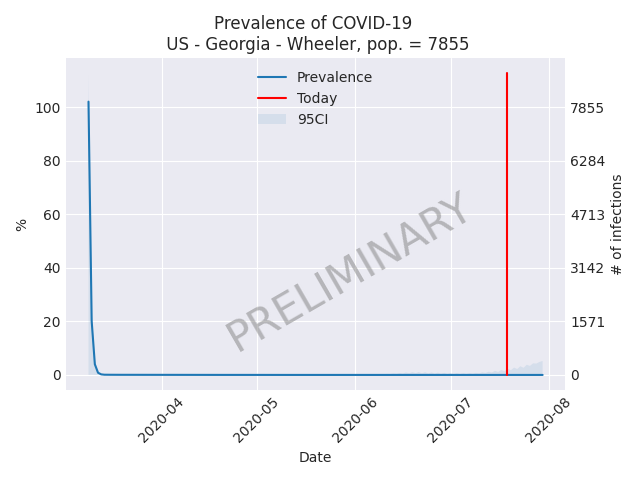 Prevalence of COVID-19
US - Georgia - Wheeler, pop. = 7855
Prevalence
Today
95CI
PRELIMINARY
%
100
80
60
40
20
0
7855
6284
4713
3142
1571
0
# of infections
2020-04
2020-05
2020-06
2020-07
2020-08
Date